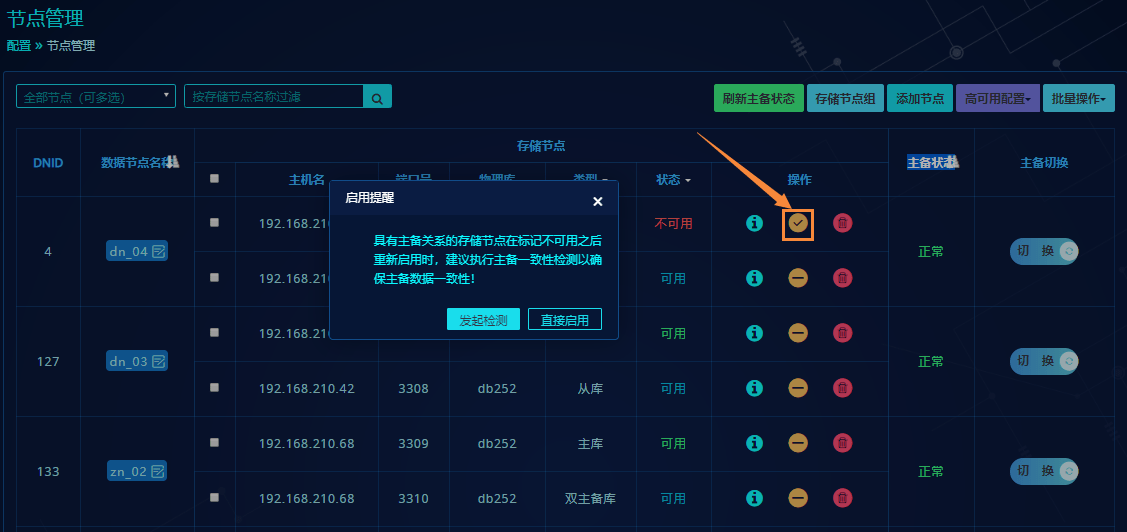 节点管理
配置 » 节点管理
全部节点（可多选） 按存储节点名称过滤 刷新主备状态 存储节点组 添加节点 高可用配置 批量操作
DNID 数据节点名称 存储节点 主备状态 主备切换
主机名 端口号 物理库 类型 状态 操作
启用提醒 ×
具有主备关系的存储节点在标记不可用之后
重新启用时，建议执行主备一致性检测以确
保主备数据一致性！
发起检测 直接启用
192.168.210 不可用
4 dn_04 正常 切 换
192.168.210 可用
192.168.210 可用
127 dn_03 正常 切 换
192.168.210.42 3308 db252 从库 可用
192.168.210.68 3309 db252 主库 可用
133 zn_02 正常 切 换
192.168.210.68 3310 db252 双主备库 可用